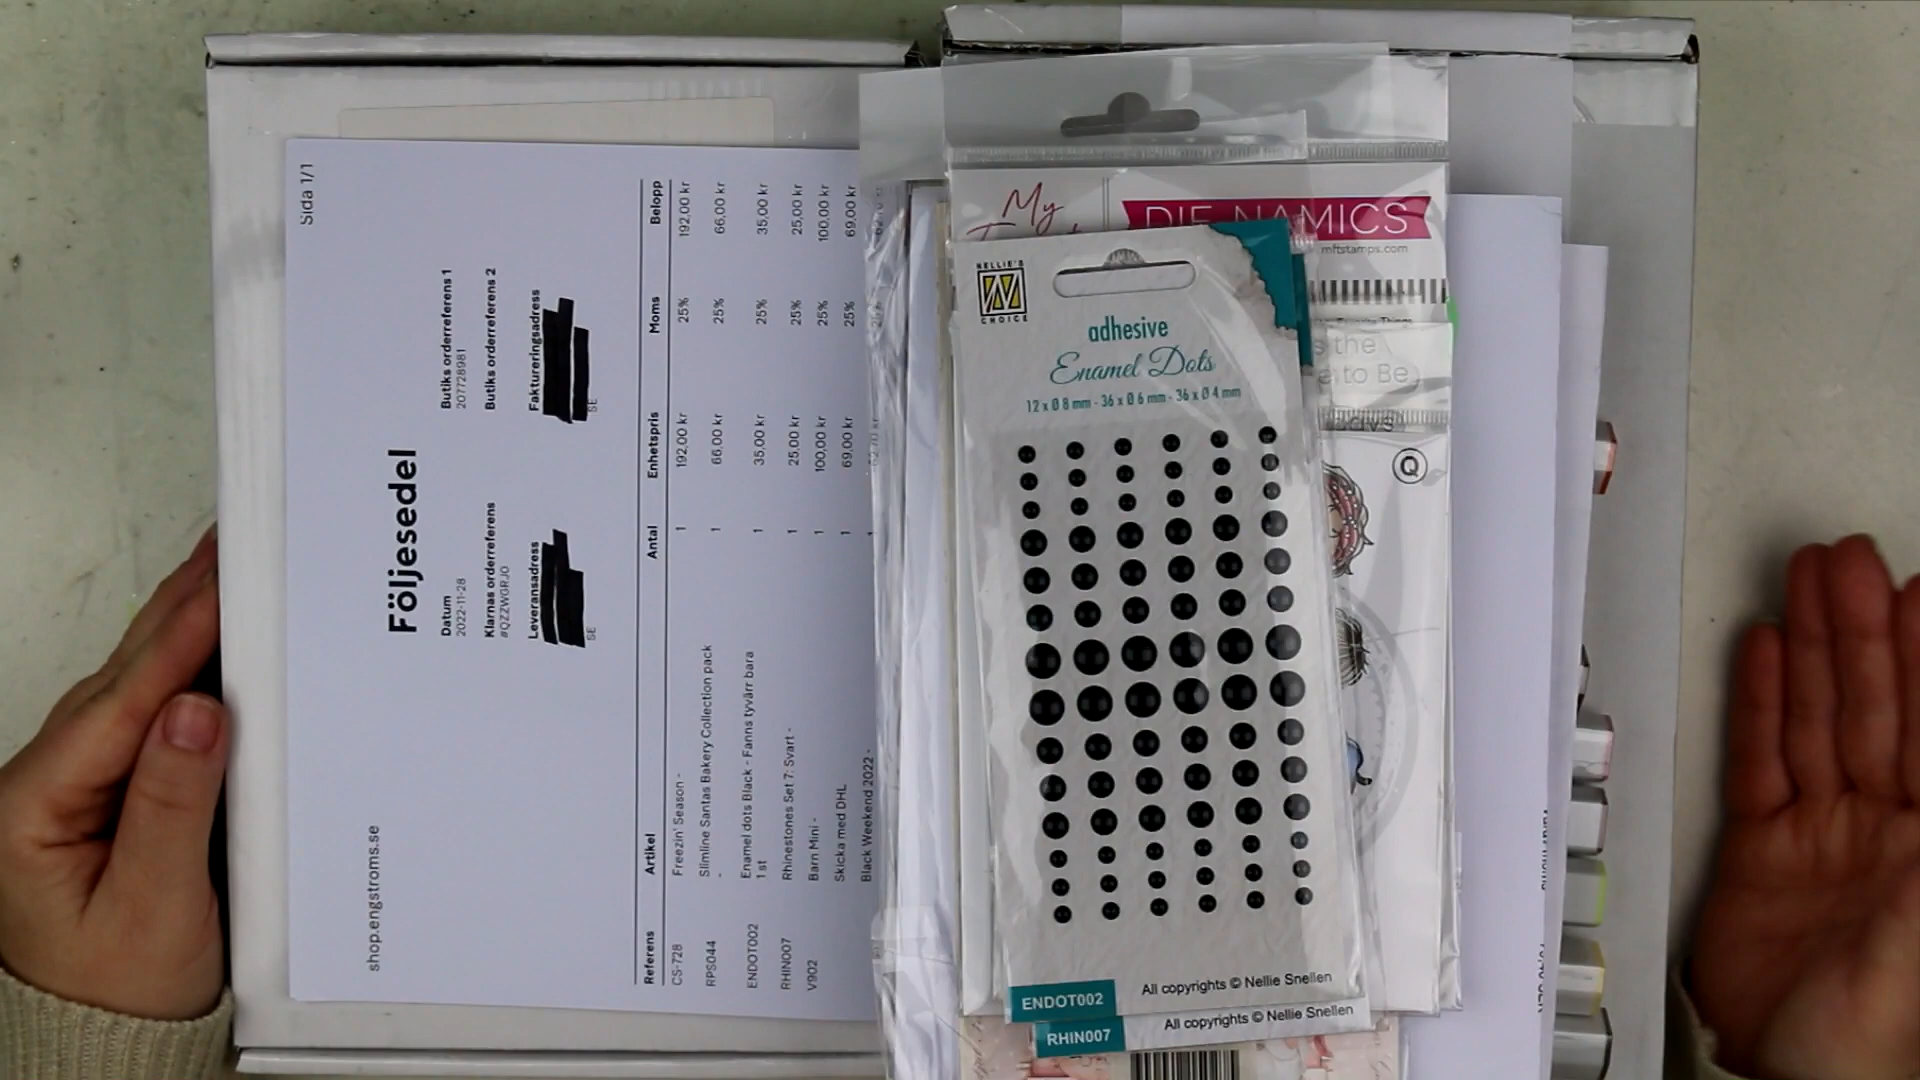 Sida 1/1
shop.engstroms.se
Följesedel
Datum
2022-11-28
Butiks orderreferens 1
207728981
Klarnas orderreferens
#QZZWGRJO
Butiks orderreferens 2
Leveransadress
SE
Faktureringsadress
SE
Referens Artikel Antal Enhetspris Moms Belopp
CS-728 Freezin' Season - 1 192,00 kr 25% 192,00 kr
RPS044 Slimline Santas Bakery Collection pack 1 66,00 kr 25% 66,00 kr
-
ENDOT002 Enamel dots Black - Fanns tyvärr bara 1 35,00 kr 25% 35,00 kr
1 st
RHIN007 Rhinestones Set 7: Svart - 1 25,00 kr 25% 25,00 kr
V902 Barn Mini - 1 100,00 kr 25% 100,00 kr
Skicka med DHL 1 69,00 kr 25% 69,00 kr
Black Weekend 2022 -
My
DIE-NAMICS
mftstamps.com
s the
e to Be
Q
NELLIE'S
CHOICE
adhesive
Enamel Dots
12 x Ø 8 mm - 36 x Ø 6 mm - 36 x Ø 4 mm
All copyrights © Nellie Snellen
ENDOT002
All copyrights © Nellie Snellen
RHIN007